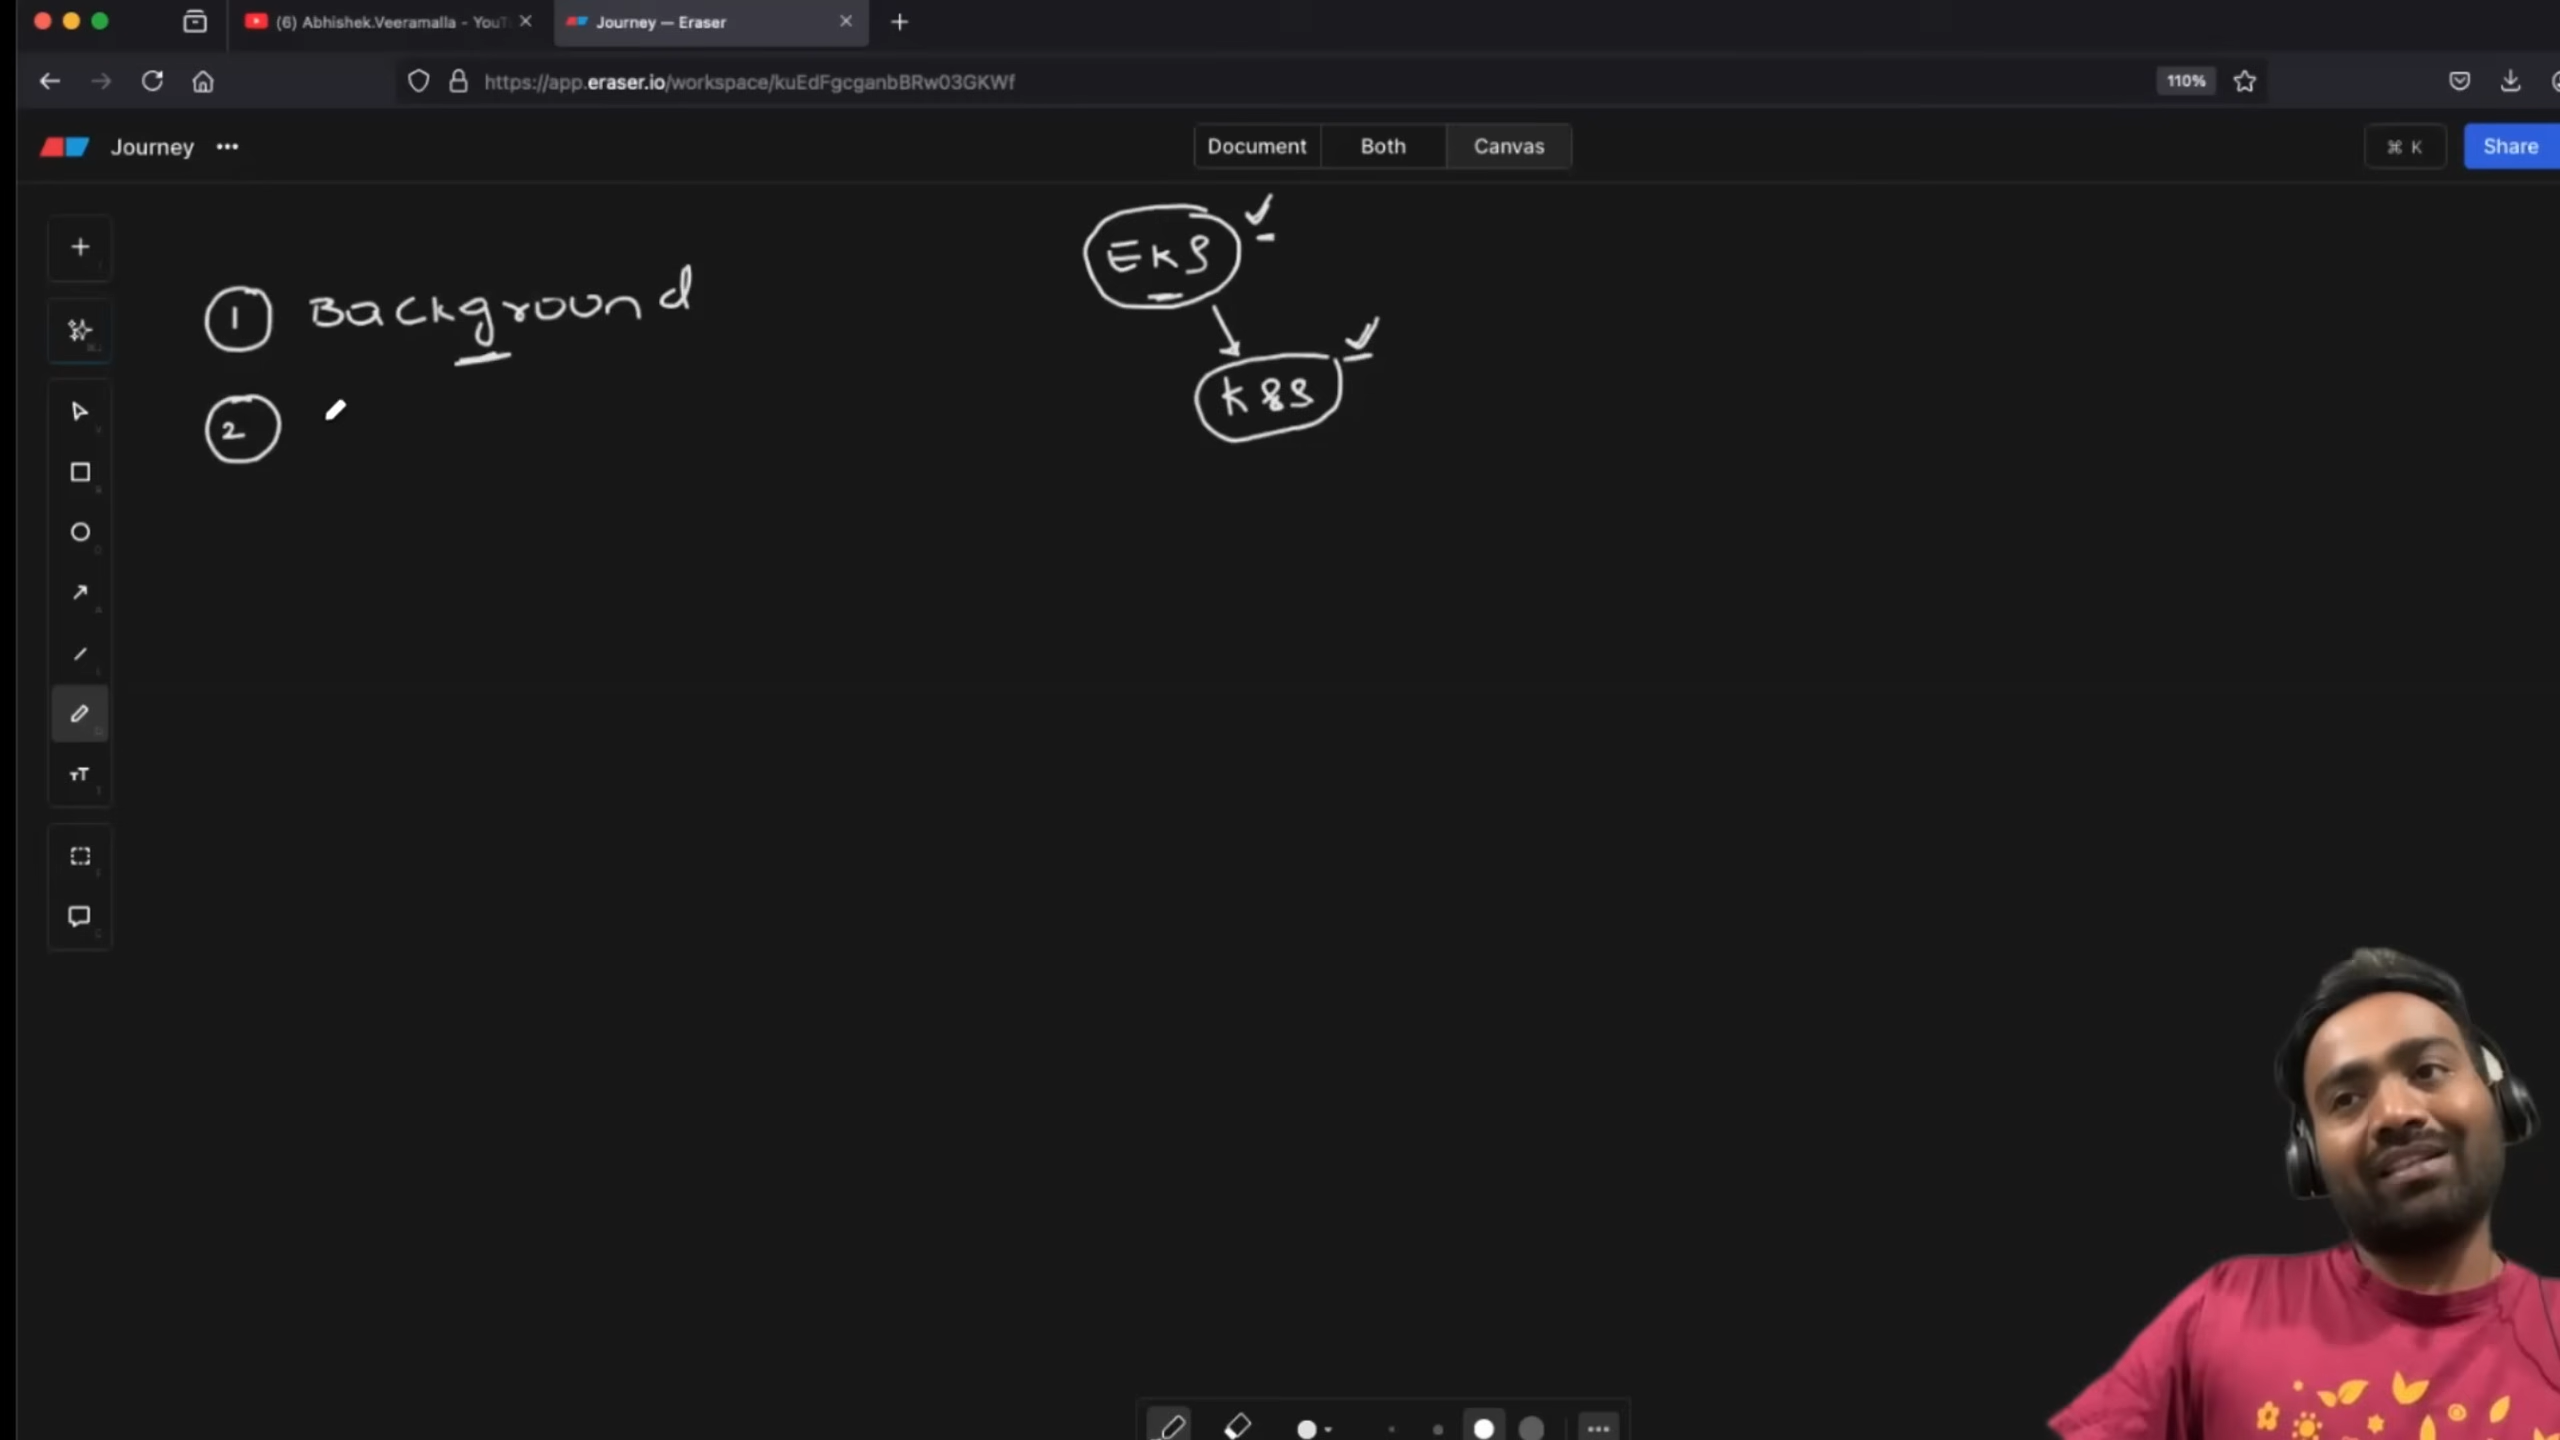 (6) Abhishek.Veeramalla - YouT
Journey — Eraser
https://app.eraser.io/workspace/kuEdFgcganbBRw03GKWf
110%
Journey
Document
Both
Canvas
⌘ K
Share
EKS
1 Background
K8S
2
TT